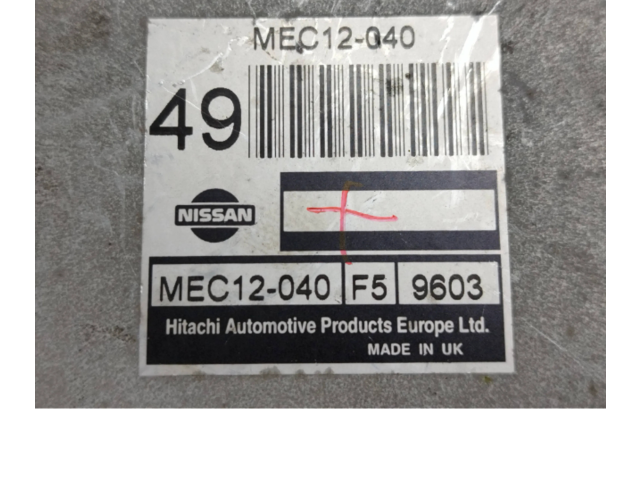 MEC12-040
49
NISSAN
MEC12-040 F5 9603
Hitachi Automotive Products Europe Ltd.
MADE IN UK